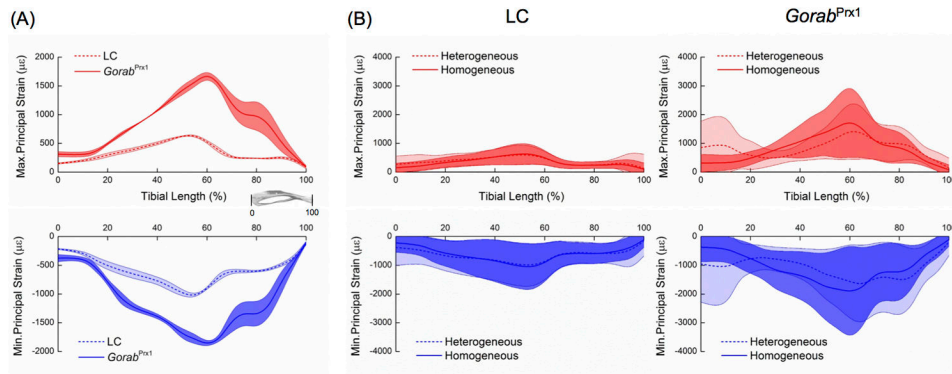 (A)
(B)
LC
Gorab^Prx1
Max.Principal Strain (με)
2000
1500
1000
500
0
LC
Gorab^Prx1
0 20 40 60 80 100
Tibial Length (%)
0 100
Max.Principal Strain (με)
4000
3000
2000
1000
0
Heterogeneous
Homogeneous
0 20 40 60 80 100
Tibial Length (%)
Max.Principal Strain (με)
4000
3000
2000
1000
0
Heterogeneous
Homogeneous
0 20 40 60 80 100
Tibial Length (%)
Min.Principal Strain (με)
0
-500
-1000
-1500
-2000
LC
Gorab^Prx1
0 20 40 60 80 100
Min.Principal Strain (με)
0
-1000
-2000
-3000
-4000
Heterogeneous
Homogeneous
0 20 40 60 80 100
Min.Principal Strain (με)
0
-1000
-2000
-3000
-4000
Heterogeneous
Homogeneous
0 20 40 60 80 100